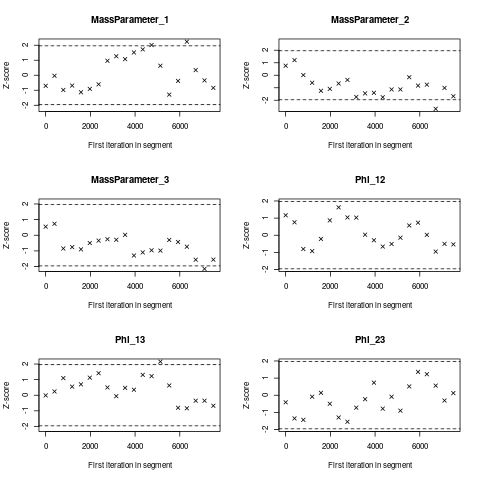 MassParameter_1
Z-score
2
1
0
-1
-2
0 2000 4000 6000
First iteration in segment
MassParameter_2
Z-score
2
1
0
-2
0 2000 4000 6000
First iteration in segment
MassParameter_3
Z-score
2
1
0
-1
-2
0 2000 4000 6000
First iteration in segment
Phi_12
Z-score
2
1
0
-1
-2
0 2000 4000 6000
First iteration in segment
Phi_13
Z-score
2
1
0
-1
-2
0 2000 4000 6000
First iteration in segment
Phi_23
Z-score
2
1
0
-1
-2
0 2000 4000 6000
First iteration in segment